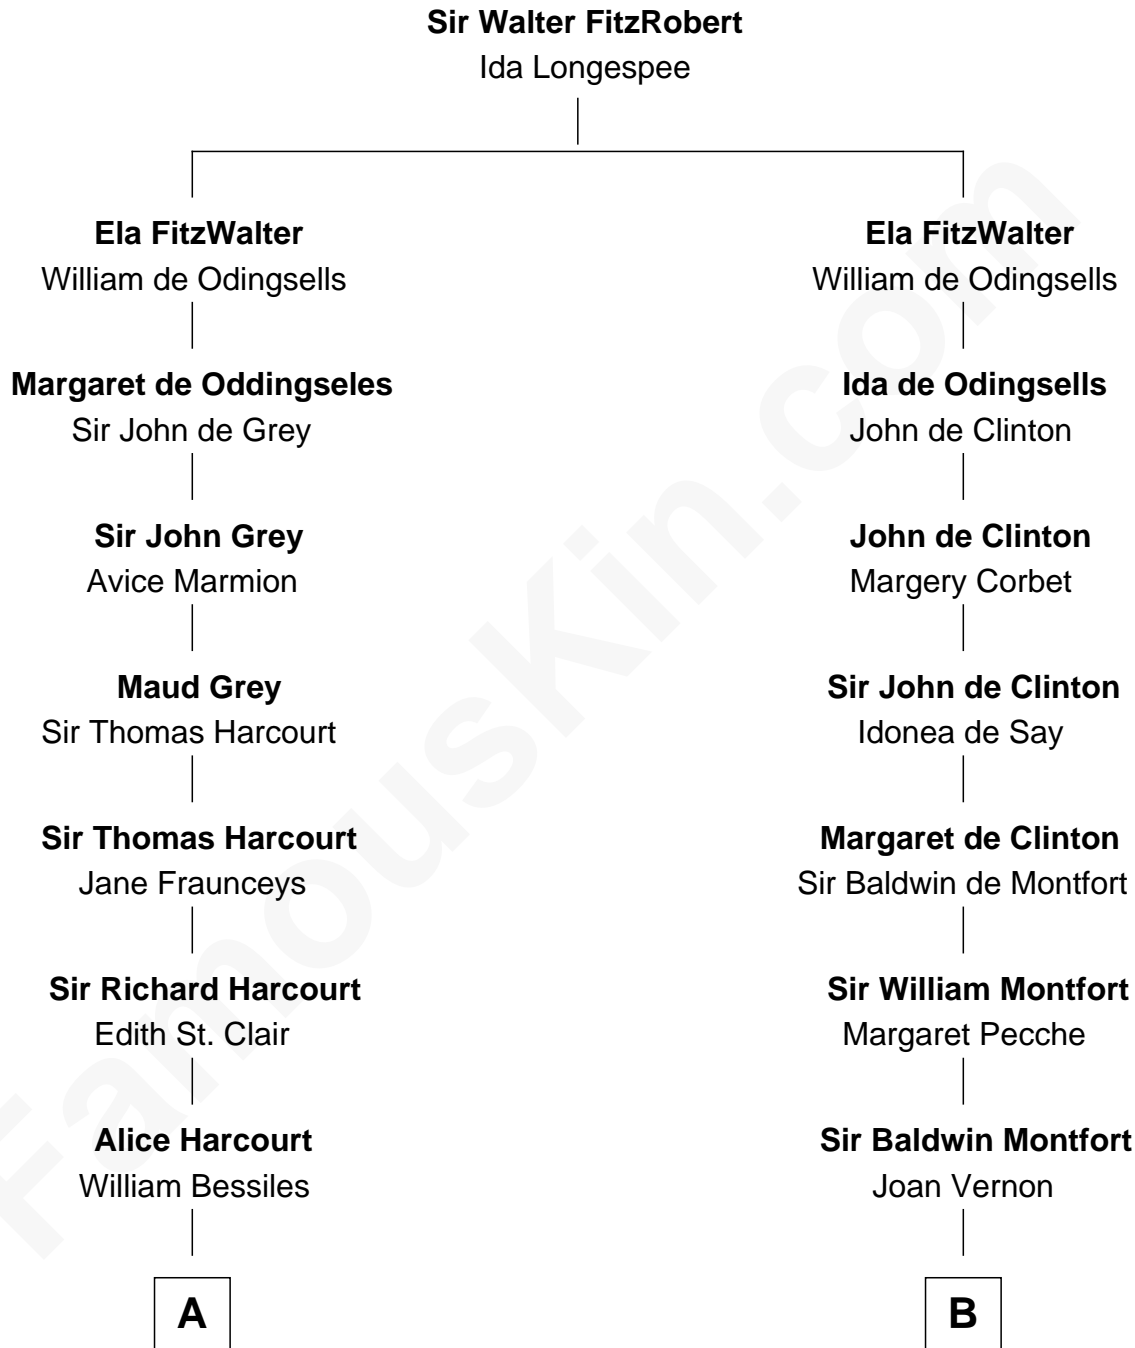 Sir Walter FitzRobert
Ida Longespee
Ela FitzWalter
William de Odingsells
Margaret de Oddingseles
Sir John de Grey
Sir John Grey
Avice Marmion
Maud Grey
Sir Thomas Harcourt
Sir Thomas Harcourt
Jane Fraunceys
Sir Richard Harcourt
Edith St. Clair
Alice Harcourt
William Bessiles
A
Ela FitzWalter
William de Odingsells
Ida de Odingsells
John de Clinton
John de Clinton
Margery Corbet
Sir John de Clinton
Idonea de Say
Margaret de Clinton
Sir Baldwin de Montfort
Sir William Montfort
Margaret Pecche
Sir Baldwin Montfort
Joan Vernon
B
FamousKin.com